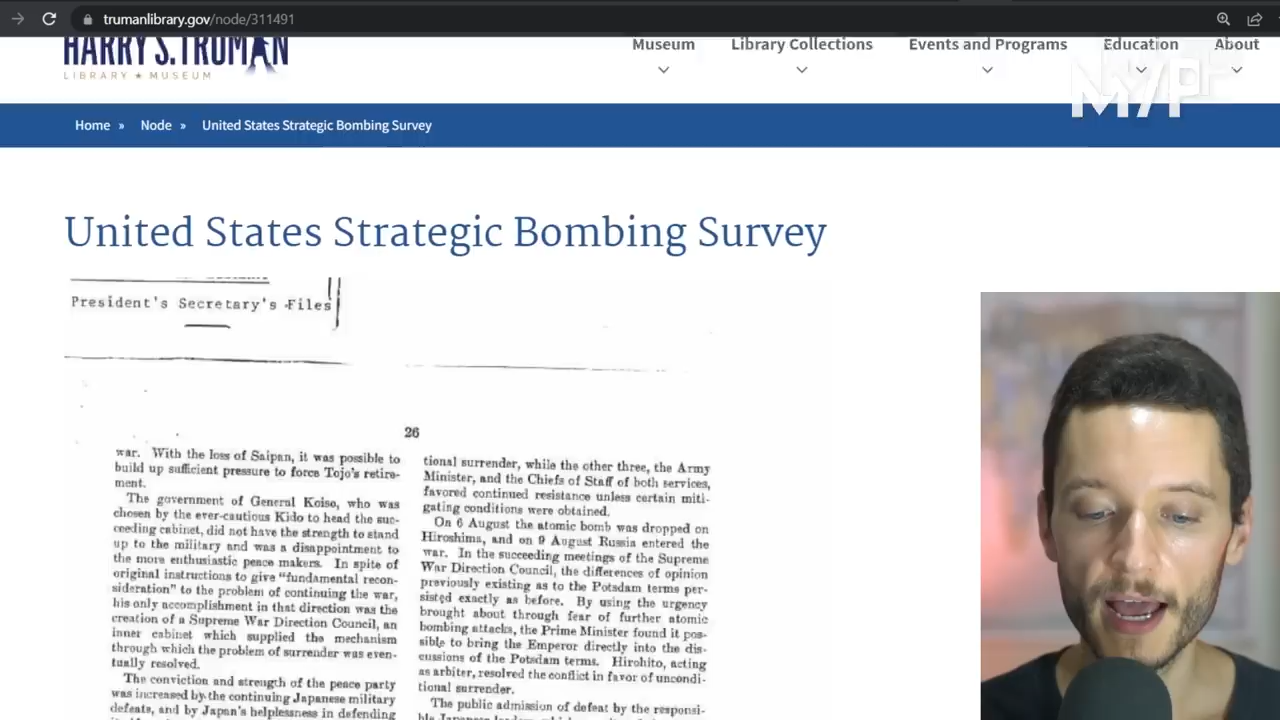 trumanlibrary.gov/node/311491
HARRY S. TRUMAN
LIBRARY ★ MUSEUM
Museum
Library Collections
Events and Programs
Education
About
Home » Node » United States Strategic Bombing Survey
United States Strategic Bombing Survey
President's Secretary's Files
26
war. With the loss of Saipan, it was possible to
build up sufficient pressure to force Tojo's retire-
ment.
The government of General Koiso, who was
chosen by the ever-cautious Kido to head the suc-
ceeding cabinet, did not have the strength to stand
up to the military and was a disappointment to
the more enthusiastic peace makers. In spite of
original instructions to give "fundamental recon-
sideration" to the problem of continuing the war,
his only accomplishment in that direction was the
creation of a Supreme War Direction Council, an
inner cabinet which supplied the mechanism
through which the problem of surrender was even-
tually resolved.
The conviction and strength of the peace party
was increased by the continuing Japanese military
defeats, and by Japan's helplessness in defending
tional surrender, while the other three, the Army
Minister, and the Chiefs of Staff of both services,
favored continued resistance unless certain miti-
gating conditions were obtained.
On 6 August the atomic bomb was dropped on
Hiroshima, and on 9 August Russia entered the
war. In the succeeding meetings of the Supreme
War Direction Council, the differences of opinion
previously existing as to the Potsdam terms per-
sisted exactly as before. By using the urgency
brought about through fear of further atomic
bombing attacks, the Prime Minister found it pos-
sible to bring the Emperor directly into the dis-
cussions of the Potsdam terms. Hirohito, acting
as arbiter, resolved the conflict in favor of uncondi-
tional surrender.
The public admission of defeat by the responsi-